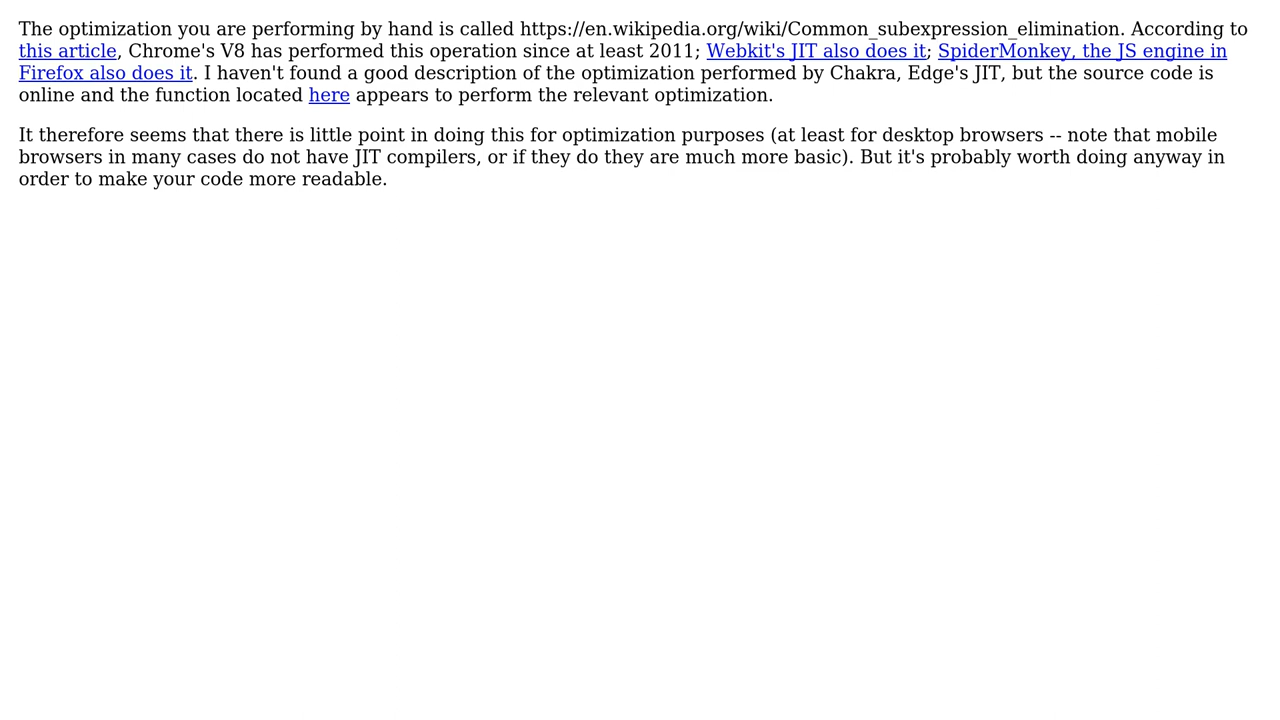 The optimization you are performing by hand is called https://en.wikipedia.org/wiki/Common_subexpression_elimination. According to
this article, Chrome's V8 has performed this operation since at least 2011; Webkit's JIT also does it; SpiderMonkey, the JS engine in
Firefox also does it. I haven't found a good description of the optimization performed by Chakra, Edge's JIT, but the source code is
online and the function located here appears to perform the relevant optimization.
It therefore seems that there is little point in doing this for optimization purposes (at least for desktop browsers -- note that mobile
browsers in many cases do not have JIT compilers, or if they do they are much more basic). But it's probably worth doing anyway in
order to make your code more readable.